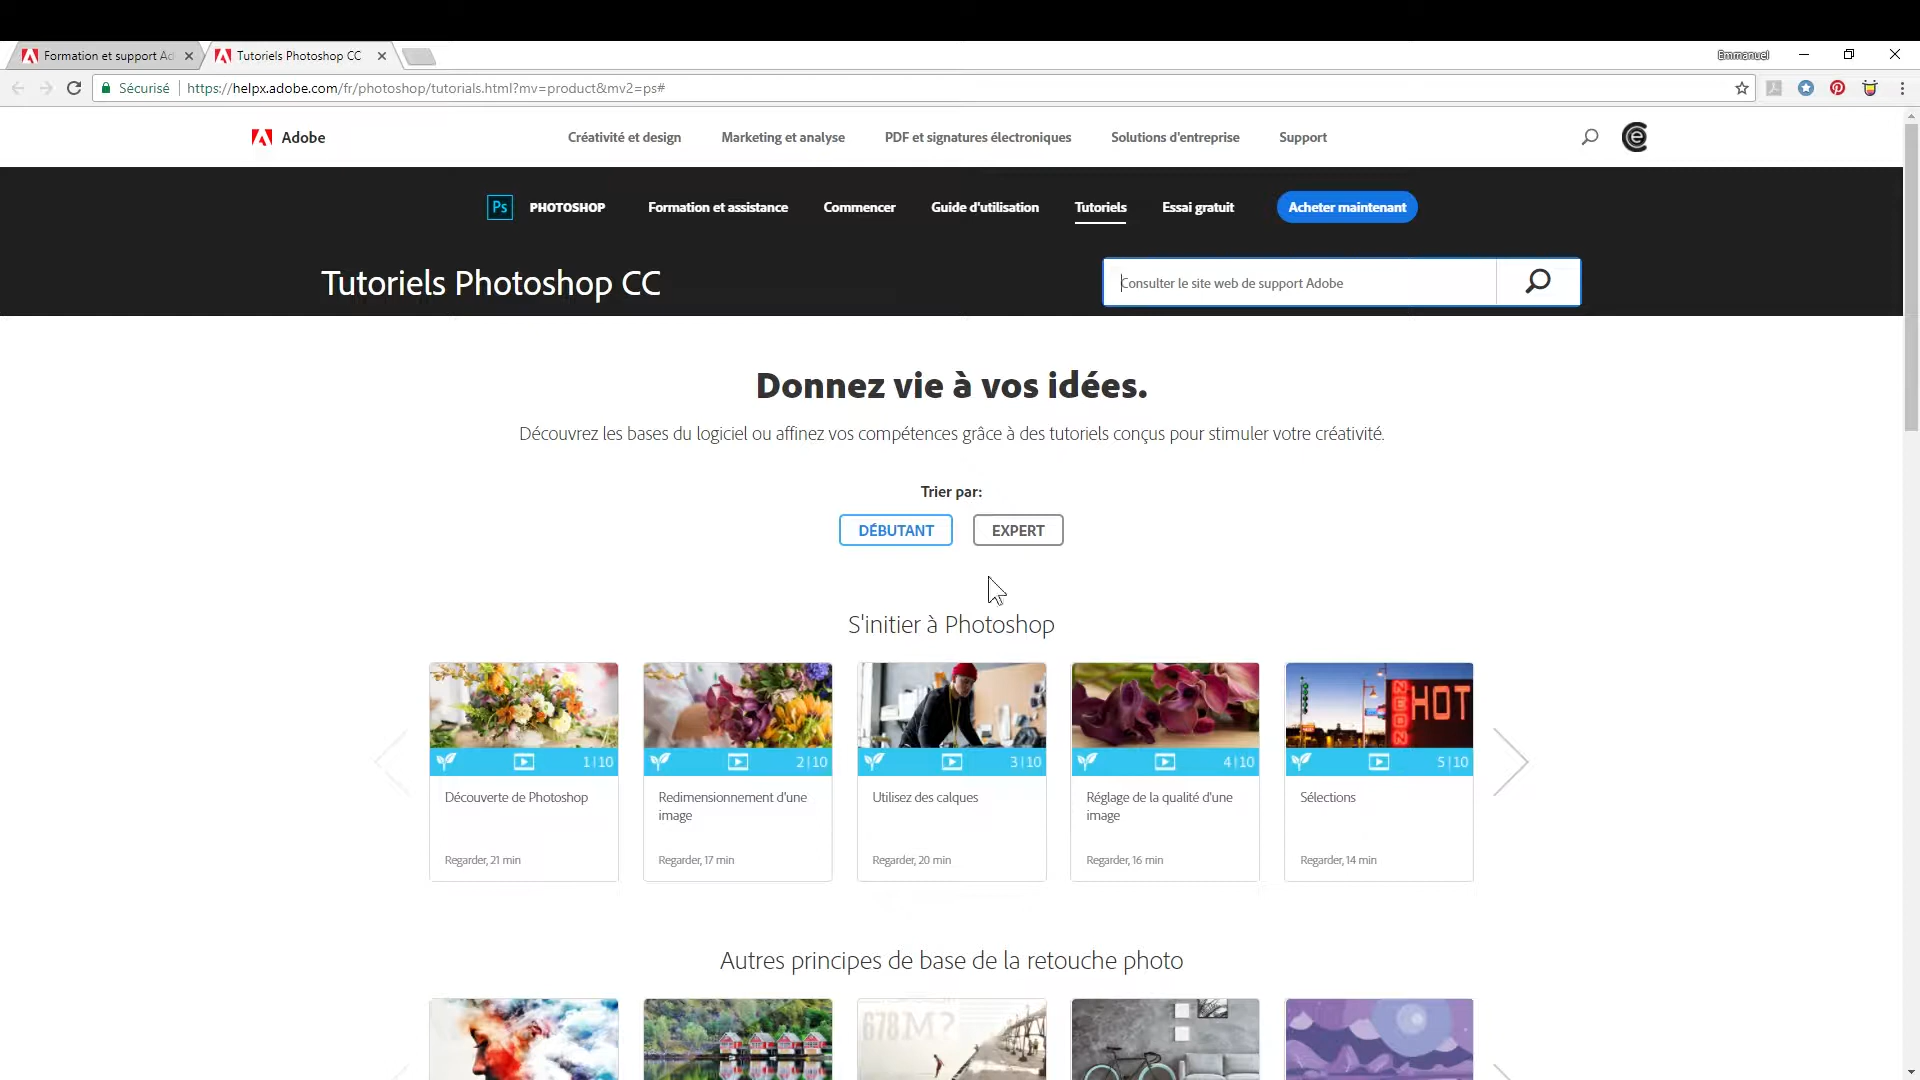 Formation et support Ad
Tutoriels Photoshop CC
Emmanuel
Sécurisé
https://helpx.adobe.com/fr/photoshop/tutorials.html?mv=product&mv2=ps#
Adobe
Créativité et design
Marketing et analyse
PDF et signatures électroniques
Solutions d'entreprise
Support
Ps PHOTOSHOP
Formation et assistance
Commencer
Guide d'utilisation
Tutoriels
Essai gratuit
Acheter maintenant
Tutoriels Photoshop CC
Consulter le site web de support Adobe
Donnez vie à vos idées.
Découvrez les bases du logiciel ou affinez vos compétences grâce à des tutoriels conçus pour stimuler votre créativité.
Trier par:
DÉBUTANT
EXPERT
S'initier à Photoshop
1|10
Découverte de Photoshop
Regarder, 21 min
2|10
Redimensionnement d'une
image
Regarder, 17 min
3|10
Utilisez des calques
Regarder, 20 min
4|10
Réglage de la qualité d'une
image
Regarder, 16 min
NEON
HOT
5|10
Sélections
Regarder, 14 min
Autres principes de base de la retouche photo
678M?